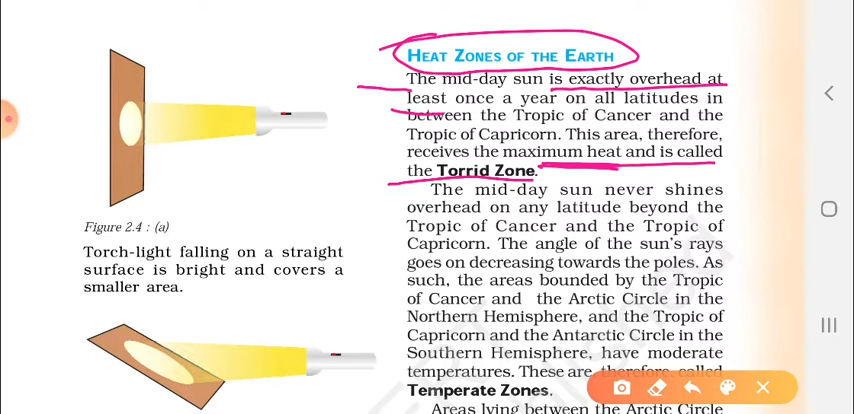 Figure 2.4 : (a)
Torch-light falling on a straight
surface is bright and covers a
smaller area.
HEAT ZONES OF THE EARTH
The mid-day sun is exactly overhead at
least once a year on all latitudes in
between the Tropic of Cancer and the
Tropic of Capricorn. This area, therefore,
receives the maximum heat and is called
the Torrid Zone.
The mid-day sun never shines
overhead on any latitude beyond the
Tropic of Cancer and the Tropic of
Capricorn. The angle of the sun's rays
goes on decreasing towards the poles. As
such, the areas bounded by the Tropic
of Cancer and the Arctic Circle in the
Northern Hemisphere, and the Tropic of
Capricorn and the Antarctic Circle in the
Southern Hemisphere, have moderate
temperatures. These are, therefore, called
Temperate Zones.
Areas lying between the Arctic Circle